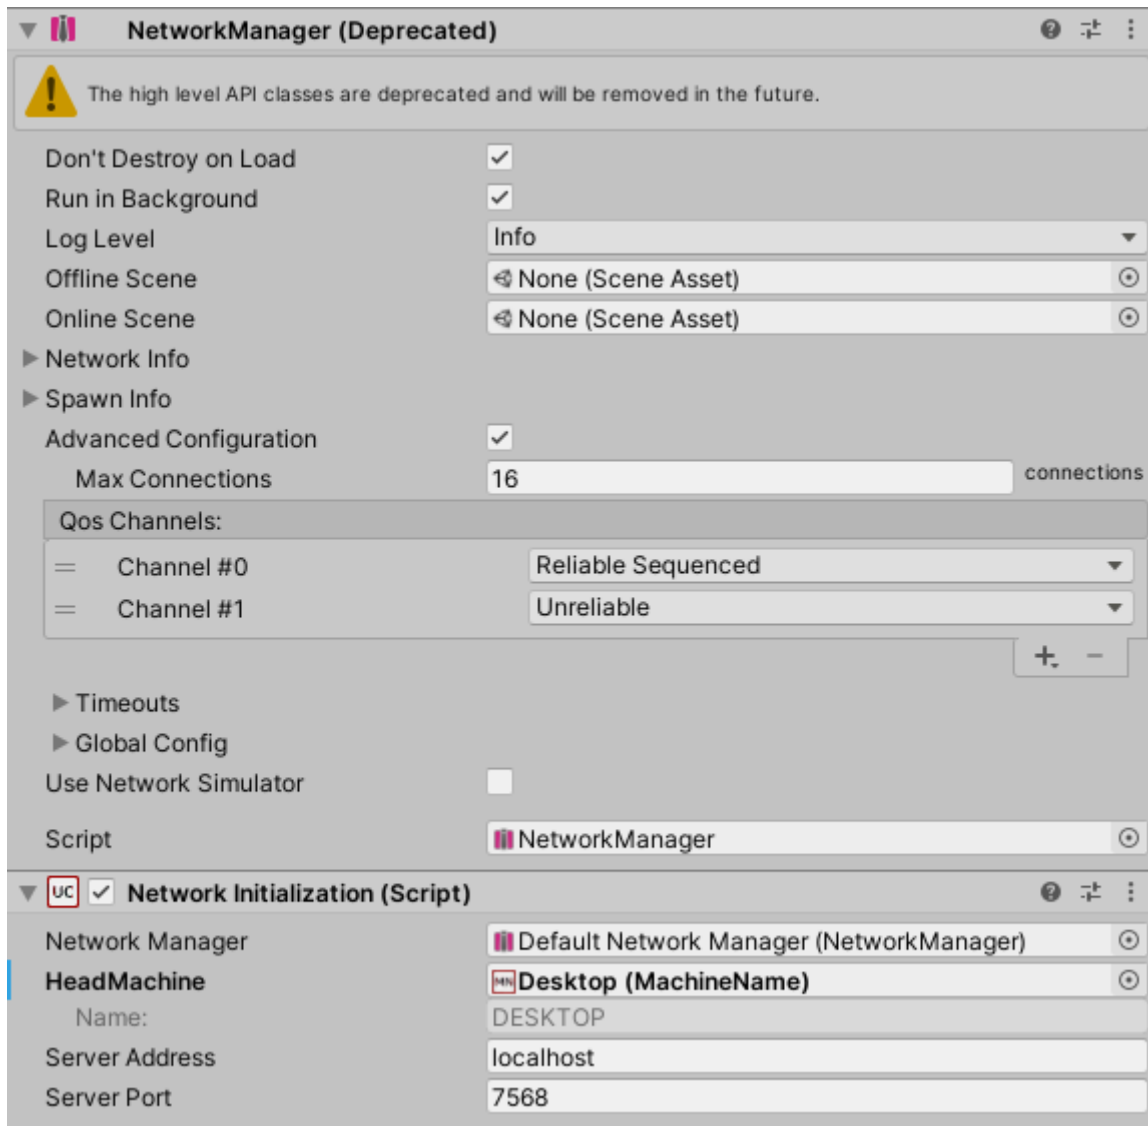 NetworkManager (Deprecated)
The high level API classes are deprecated and will be removed in the future.
Don't Destroy on Load
Run in Background
Log Level Info
Offline Scene None (Scene Asset)
Online Scene None (Scene Asset)
Network Info
Spawn Info
Advanced Configuration
Max Connections 16 connections
Qos Channels:
Channel #0 Reliable Sequenced
Channel #1 Unreliable
Timeouts
Global Config
Use Network Simulator
Script NetworkManager
UC Network Initialization (Script)
Network Manager Default Network Manager (NetworkManager)
HeadMachine MN Desktop (MachineName)
Name: DESKTOP
Server Address localhost
Server Port 7568